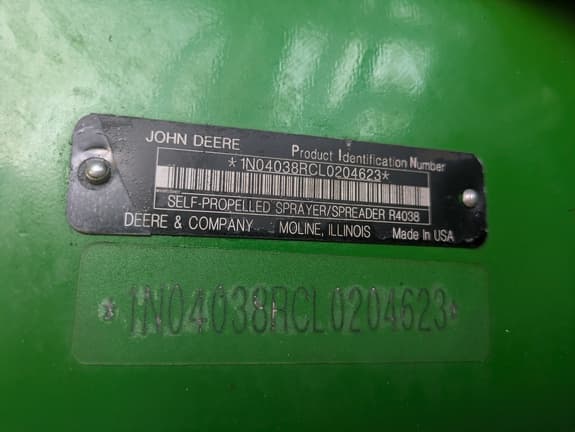 JOHN DEERE
Product Identification Number
*1N04038RCL0204623*
SELF-PROPELLED SPRAYER/SPREADER R4038
DEERE & COMPANY MOLINE, ILLINOIS Made In USA
*1N04038RCL0204623*